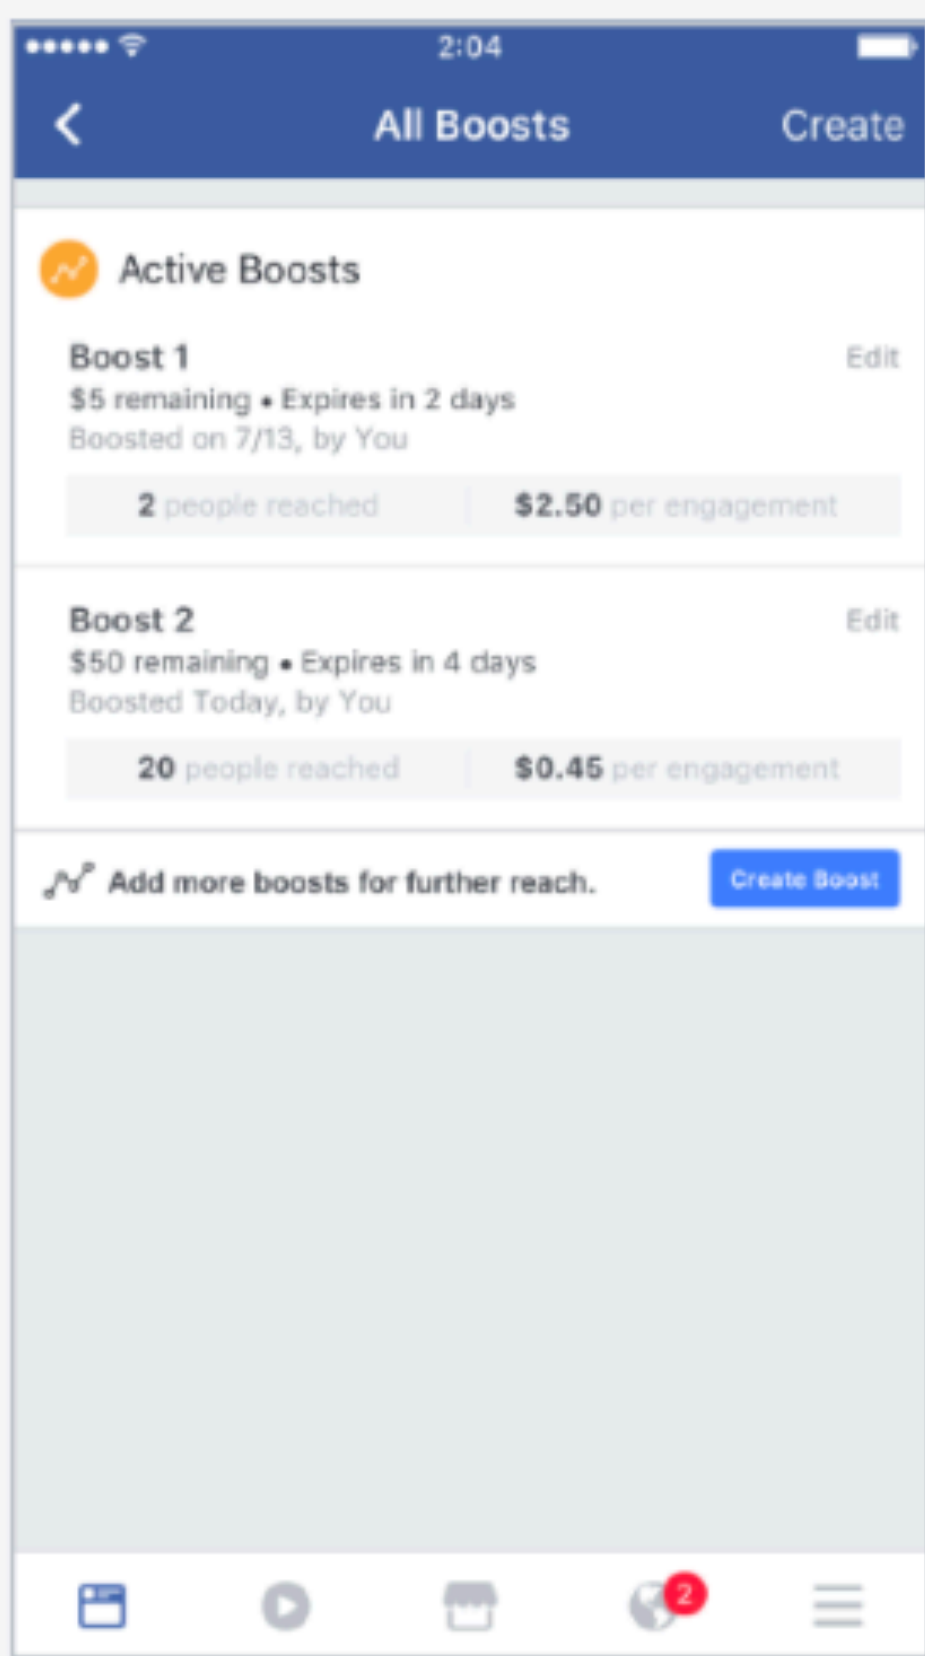 2:04
All Boosts
Create
Active Boosts
Boost 1
Edit
$5 remaining • Expires in 2 days
Boosted on 7/13, by You
2 people reached
$2.50 per engagement
Boost 2
Edit
$50 remaining • Expires in 4 days
Boosted Today, by You
20 people reached
$0.45 per engagement
Add more boosts for further reach.
Create Boost
2